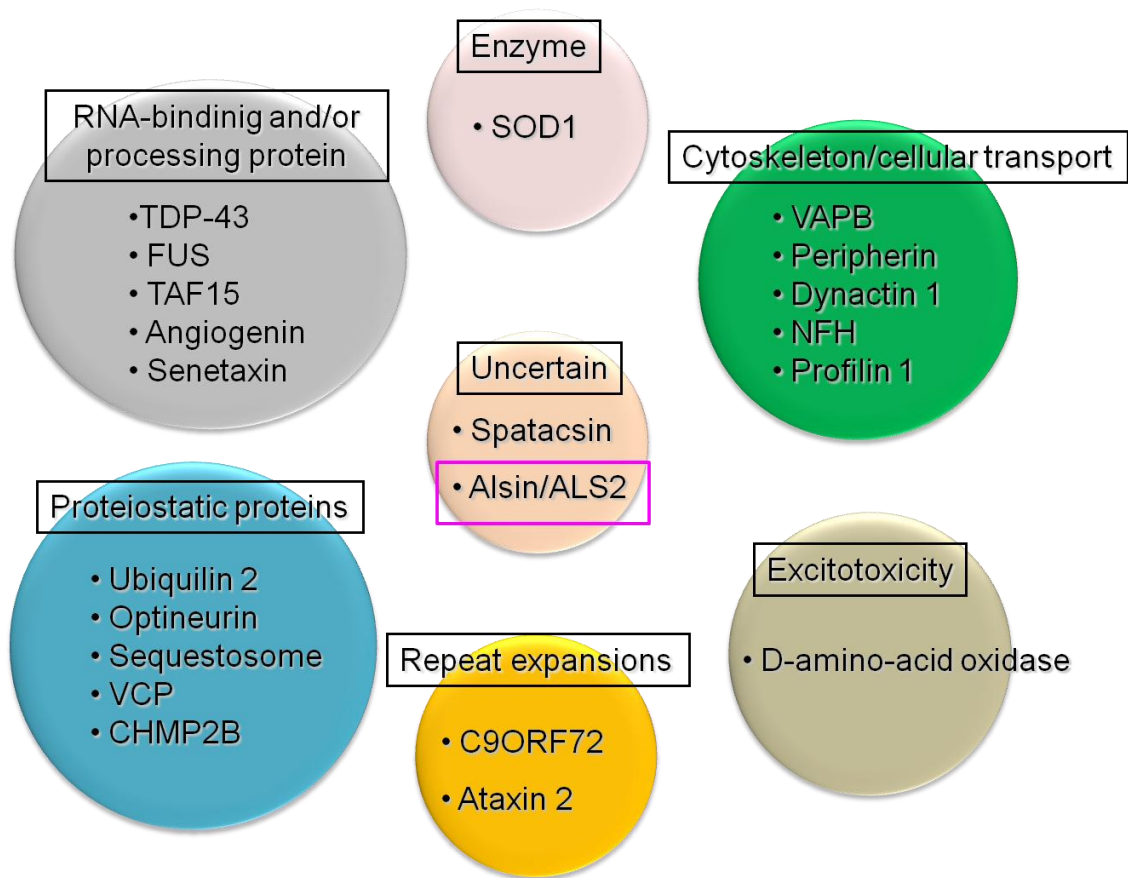 Enzyme
• SOD1
RNA-bindinig and/or
processing protein
•TDP-43
• FUS
• TAF15
• Angiogenin
• Senetaxin
Cytoskeleton/cellular transport
• VAPB
• Peripherin
• Dynactin 1
• NFH
• Profilin 1
Uncertain
• Spatacsin
• Alsin/ALS2
Proteiostatic proteins
• Ubiquilin 2
• Optineurin
• Sequestosome
• VCP
• CHMP2B
Repeat expansions
• C9ORF72
• Ataxin 2
Excitotoxicity
• D-amino-acid oxidase